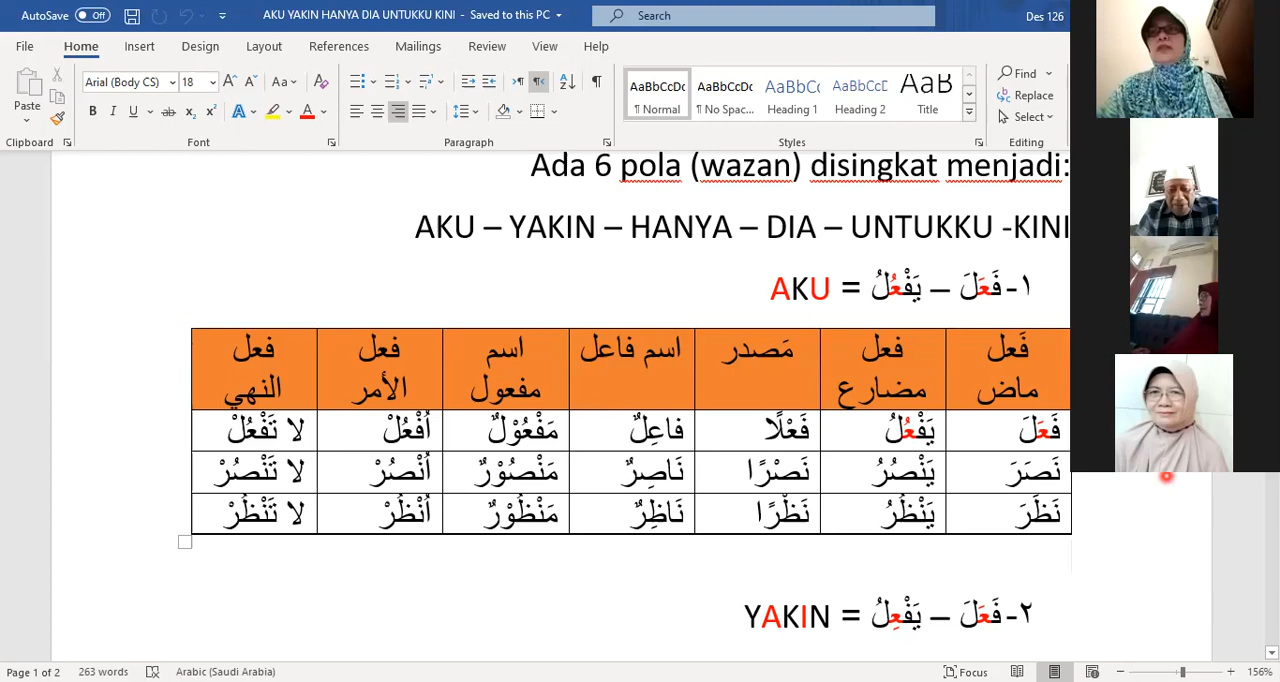 AutoSave Off AKU YAKIN HANYA DIA UNTUKKU KINI - Saved to this PC Search Des 126
File Home Insert Design Layout References Mailings Review View Help
Paste Arial (Body CS) 18 Aa AaBbCcDc AaBbCcDc AaBbCc AaBbCcD AaB Find
Normal No Spac... Heading 1 Heading 2 Title Replace
B I U ab x₂ x² A A Select
Clipboard Font Paragraph Styles Editing
Ada 6 pola (wazan) disingkat menjadi:
AKU – YAKIN – HANYA – DIA – UNTUKKU -KINI
١- فَعَلَ – يَفْعُلُ = AKU
فَعل ماض فعل مضارع مَصدر اسم فاعل اسم مفعول فعل الأمر فعل النهي
فَعَلَ يَفْعُلُ فَعْلًا فاعِلٌ مَفْعُوْلٌ اُفْعُلْ لا تَفْعُلْ
نَصَرَ يَنْصُرُ نَصْرًا نَاصِرٌ مَنْصُوْرٌ اُنْصُرْ لا تَنْصُرْ
نَظَرَ يَنْظُرُ نَظْرًا نَاظِرٌ مَنْظُوْرٌ اُنْظُرْ لا تَنْظُرْ
٢- فَعَلَ – يَفْعِلُ = YAKIN
Page 1 of 2 263 words Arabic (Saudi Arabia) Focus 156%